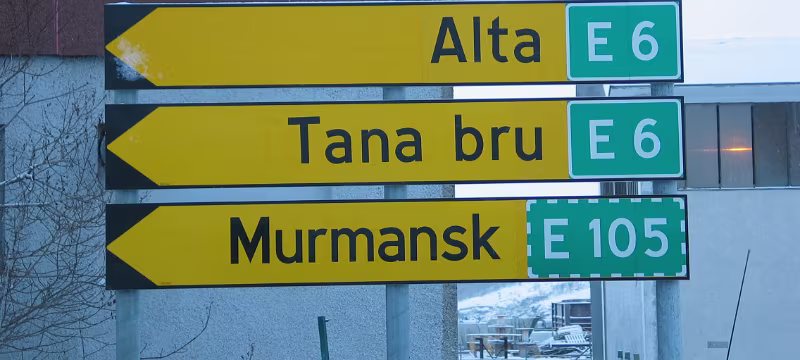 Alta E 6
Tana bru E 6
Murmansk E 105